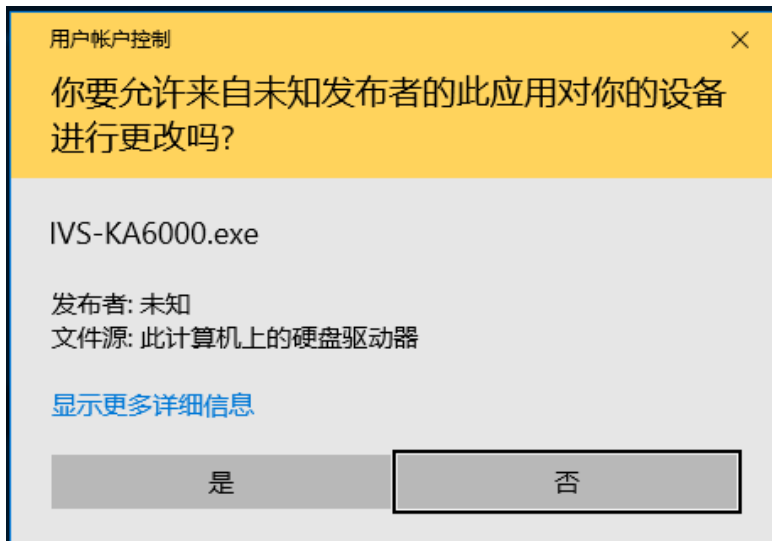 用户帐户控制
你要允许来自未知发布者的此应用对你的设备
进行更改吗?
IVS-KA6000.exe
发布者: 未知
文件源: 此计算机上的硬盘驱动器
显示更多详细信息
是
否